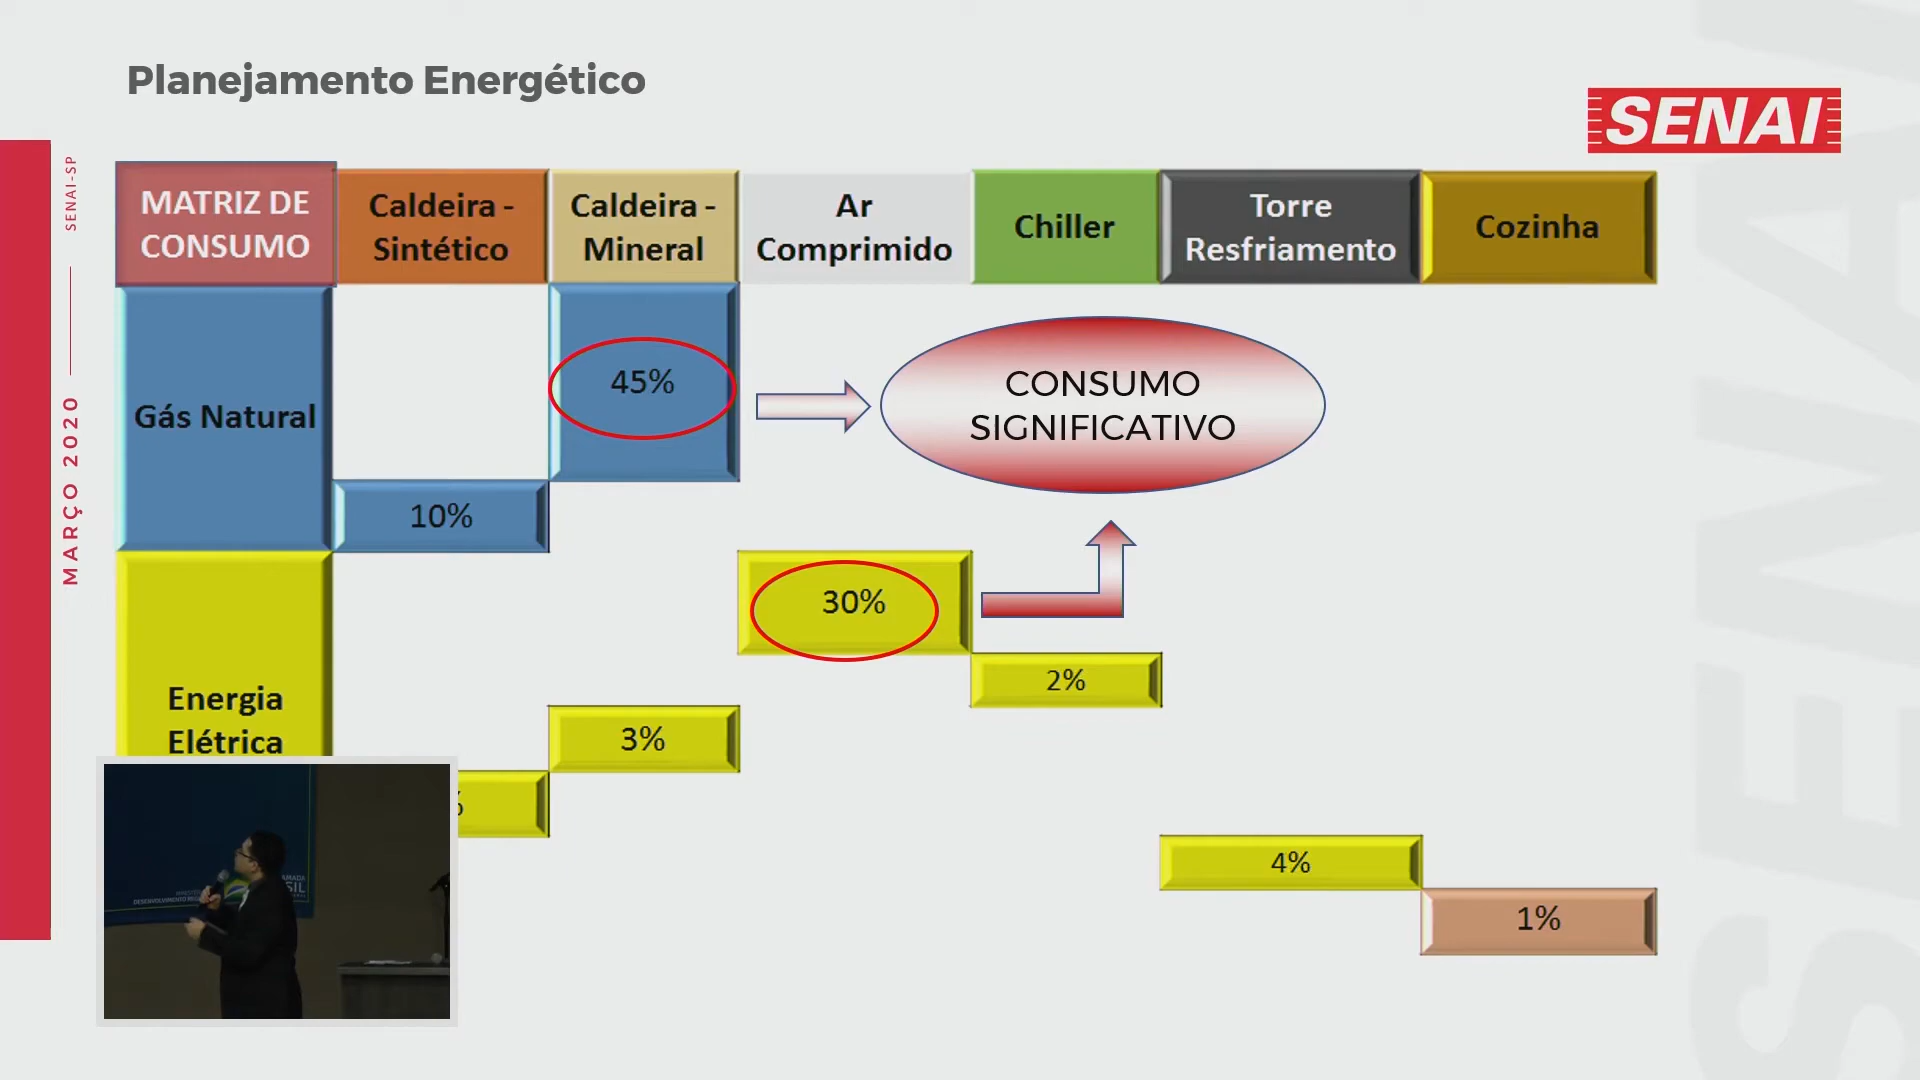 Planejamento Energético
SENAI
SENAI-SP
MARÇO 2020
MATRIZ DE
CONSUMO
Caldeira -
Sintético
Caldeira -
Mineral
Ar
Comprimido
Chiller
Torre
Resfriamento
Cozinha
Gás Natural
45%
CONSUMO
SIGNIFICATIVO
10%
30%
2%
Energia
Elétrica
3%
%
4%
1%
SENAI